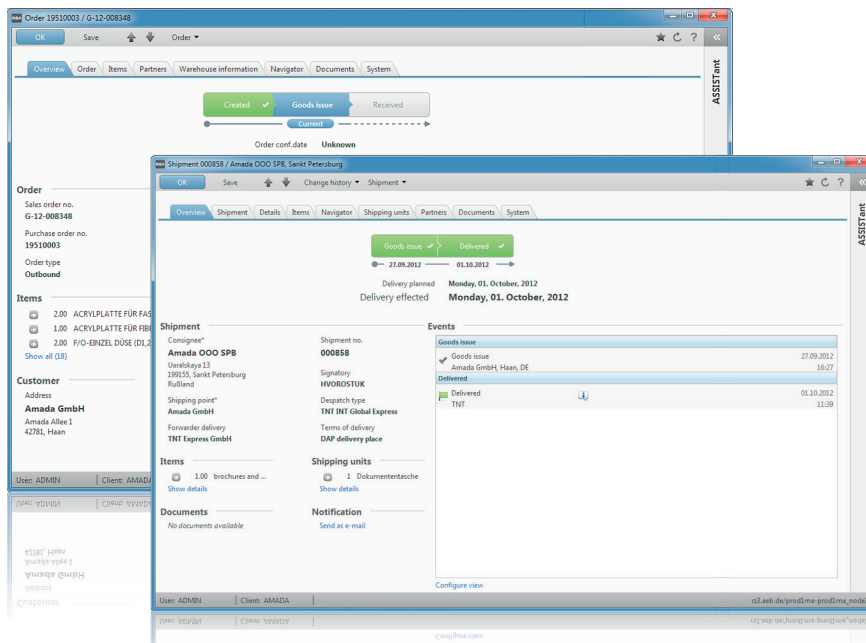 Order 19510003 / G-12-008348
OK Save Order
Overview Order Items Partners Warehouse information Navigator Documents System
ASSISTant
Created Goods issue Received
Current
Order conf.date Unknown
Order
Sales order no.
G-12-008348
Purchase order no.
19510003
Order type
Outbound
Items
2.00 ACRYLPLATTE FÜR FAS
1.00 ACRYLPLATTE FÜR FIBE
2.00 F/O-EINZEL DÜSE (D1,2
Show all (18)
Customer
Address
Amada GmbH
Amada Allee 1
42781, Haan
User: ADMIN Client: AMADA
Shipment 000858 / Amada OOO SPB, Sankt Petersburg
OK Save Change history Shipment
Overview Shipment Details Items Navigator Shipping units Partners Documents System
ASSISTant
Goods issue Delivered
27.09.2012 01.10.2012
Delivery planned Monday, 01. October, 2012
Delivery effected Monday, 01. October, 2012
Shipment
Consignee*
Amada OOO SPB
Uaralskaya 13
199155, Sankt Petersburg
Rußland
Shipping point*
Amada GmbH
Forwarder delivery
TNT Express GmbH
Shipment no.
000858
Signatory
HVOROSTUK
Despatch type
TNT INT Global Express
Terms of delivery
DAP delivery place
Items
1.00 brochures and ...
Show details
Shipping units
1 Dokumententasche
Show details
Documents
No documents available
Notification
Send as e-mail
Events
Goods issue
Goods issue 27.09.2012
Amada GmbH, Haan, DE 16:27
Delivered
Delivered 01.10.2012
TNT 11:39
Configure view
User: ADMIN Client: AMADA rz3.aeb.de/prod1ma-prod1ma_node